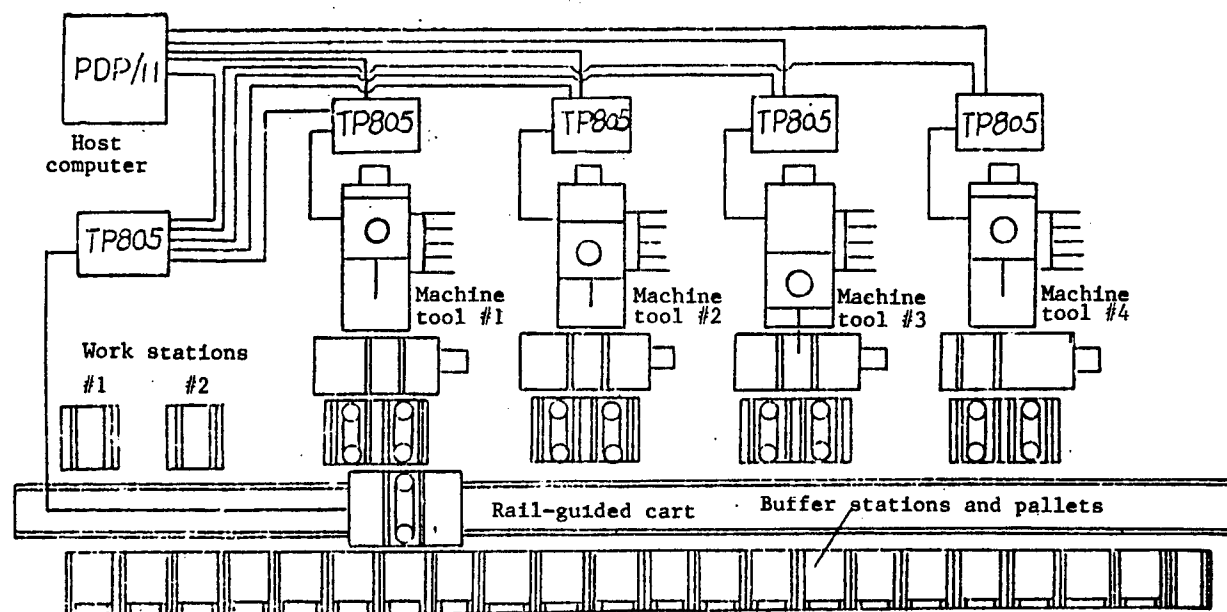 PDP/11
Host
computer
TP805
TP805
TP805
TP805
TP805
Machine
tool #1
Machine
tool #2
Machine
tool #3
Machine
tool #4
Work stations
#1 #2
Rail-guided cart
Buffer stations and pallets